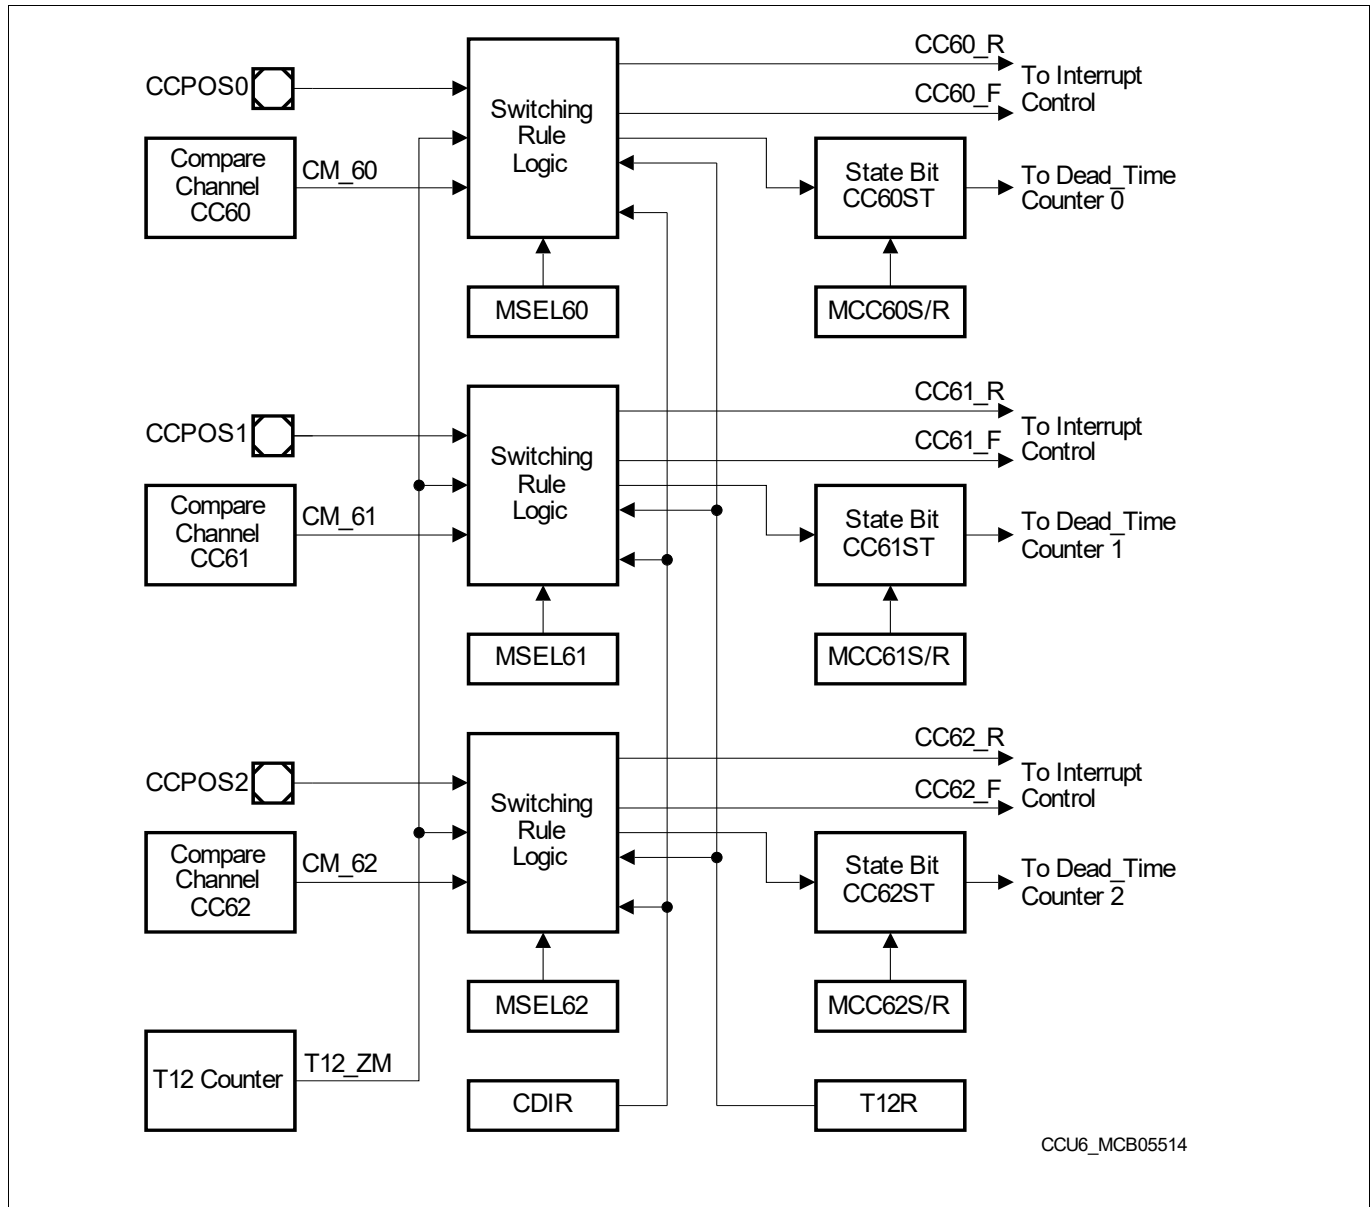 CC60_R
To Interrupt
Control
CCPOS0
CC60_F
Switching
Rule
Logic
Compare
Channel
CC60
CM_60
State Bit
CC60ST
To Dead_Time
Counter 0
MSEL60
MCC60S/R
CC61_R
To Interrupt
Control
CCPOS1
CC61_F
Switching
Rule
Logic
Compare
Channel
CC61
CM_61
State Bit
CC61ST
To Dead_Time
Counter 1
MSEL61
MCC61S/R
CC62_R
To Interrupt
Control
CCPOS2
CC62_F
Switching
Rule
Logic
Compare
Channel
CC62
CM_62
State Bit
CC62ST
To Dead_Time
Counter 2
MSEL62
MCC62S/R
T12 Counter
T12_ZM
CDIR
T12R
CCU6_MCB05514